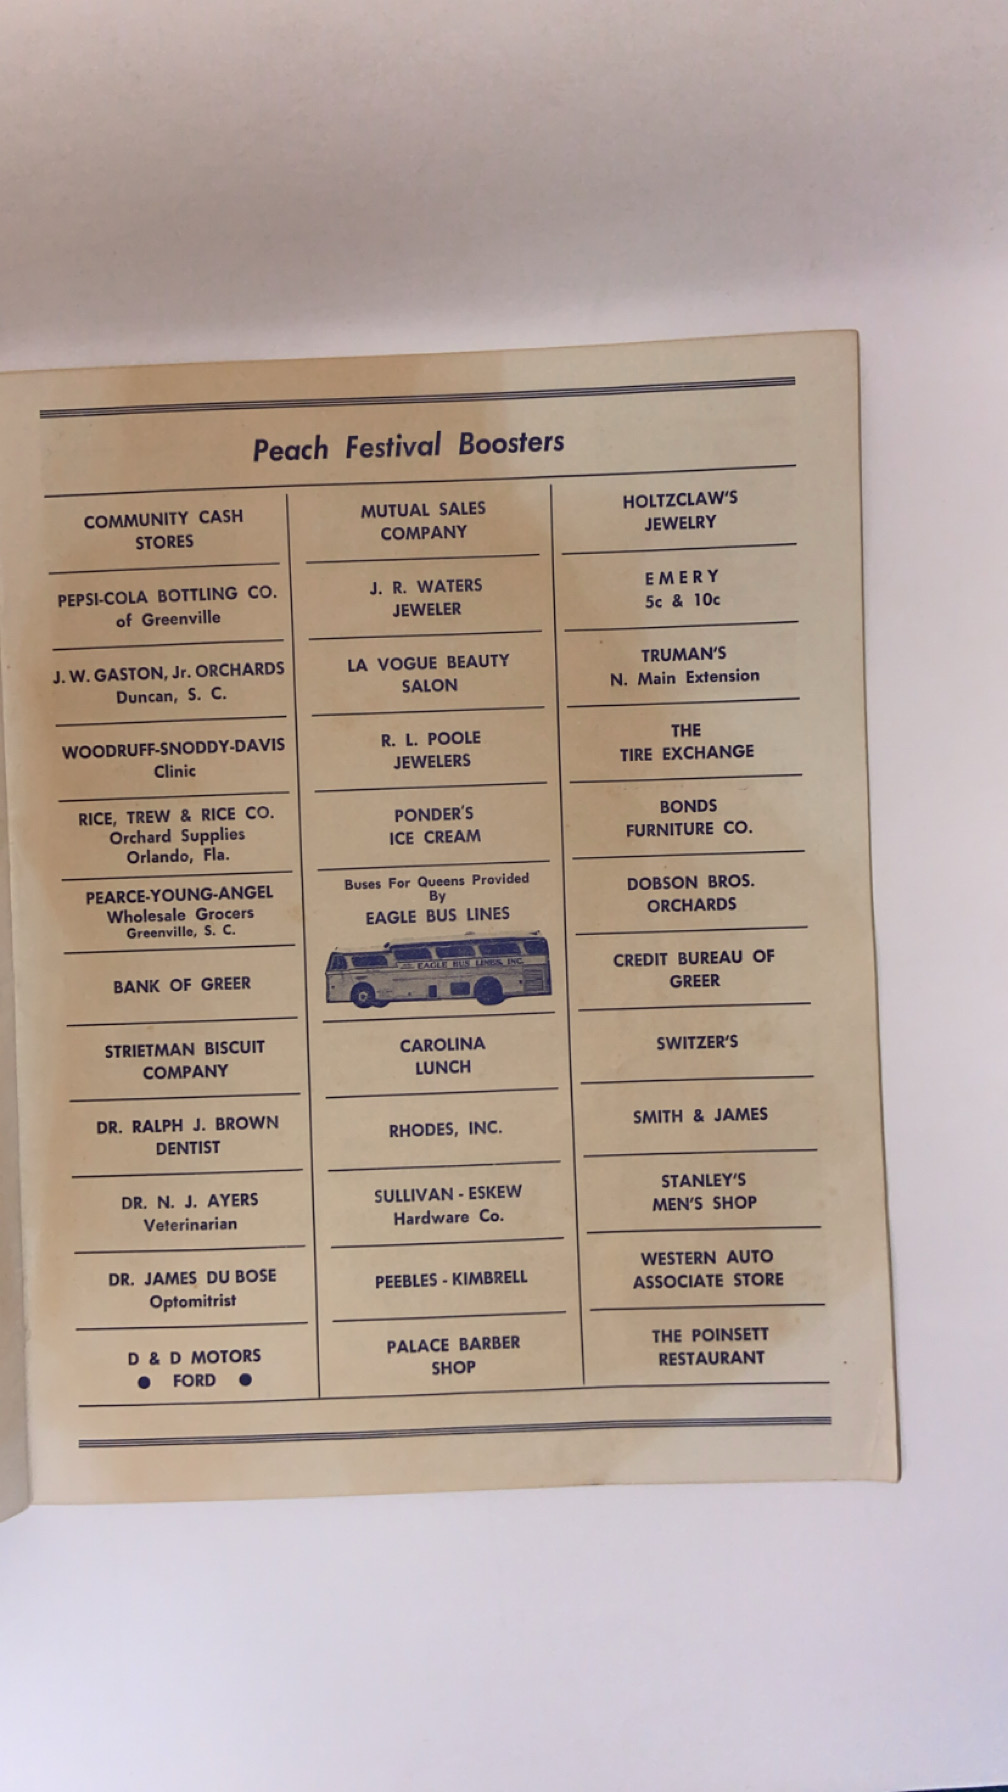 Peach Festival Boosters
COMMUNITY CASH
STORES
PEPSI-COLA BOTTLING CO.
of Greenville
J. W. GASTON, Jr. ORCHARDS
Duncan, S. C.
WOODRUFF-SNODDY-DAVIS
Clinic
RICE, TREW & RICE CO.
Orchard Supplies
Orlando, Fla.
PEARCE-YOUNG-ANGEL
Wholesale Grocers
Greenville, S. C.
BANK OF GREER
STRIETMAN BISCUIT
COMPANY
DR. RALPH J. BROWN
DENTIST
DR. N. J. AYERS
Veterinarian
DR. JAMES DU BOSE
Optomitrist
D & D MOTORS
● FORD ●
MUTUAL SALES
COMPANY
J. R. WATERS
JEWELER
LA VOGUE BEAUTY
SALON
R. L. POOLE
JEWELERS
PONDER'S
ICE CREAM
Buses For Queens Provided
By
EAGLE BUS LINES
EAGLE BUS LINES, INC.
CAROLINA
LUNCH
RHODES, INC.
SULLIVAN - ESKEW
Hardware Co.
PEEBLES - KIMBRELL
PALACE BARBER
SHOP
HOLTZCLAW'S
JEWELRY
EMERY
5c & 10c
TRUMAN'S
N. Main Extension
THE
TIRE EXCHANGE
BONDS
FURNITURE CO.
DOBSON BROS.
ORCHARDS
CREDIT BUREAU OF
GREER
SWITZER'S
SMITH & JAMES
STANLEY'S
MEN'S SHOP
WESTERN AUTO
ASSOCIATE STORE
THE POINSETT
RESTAURANT